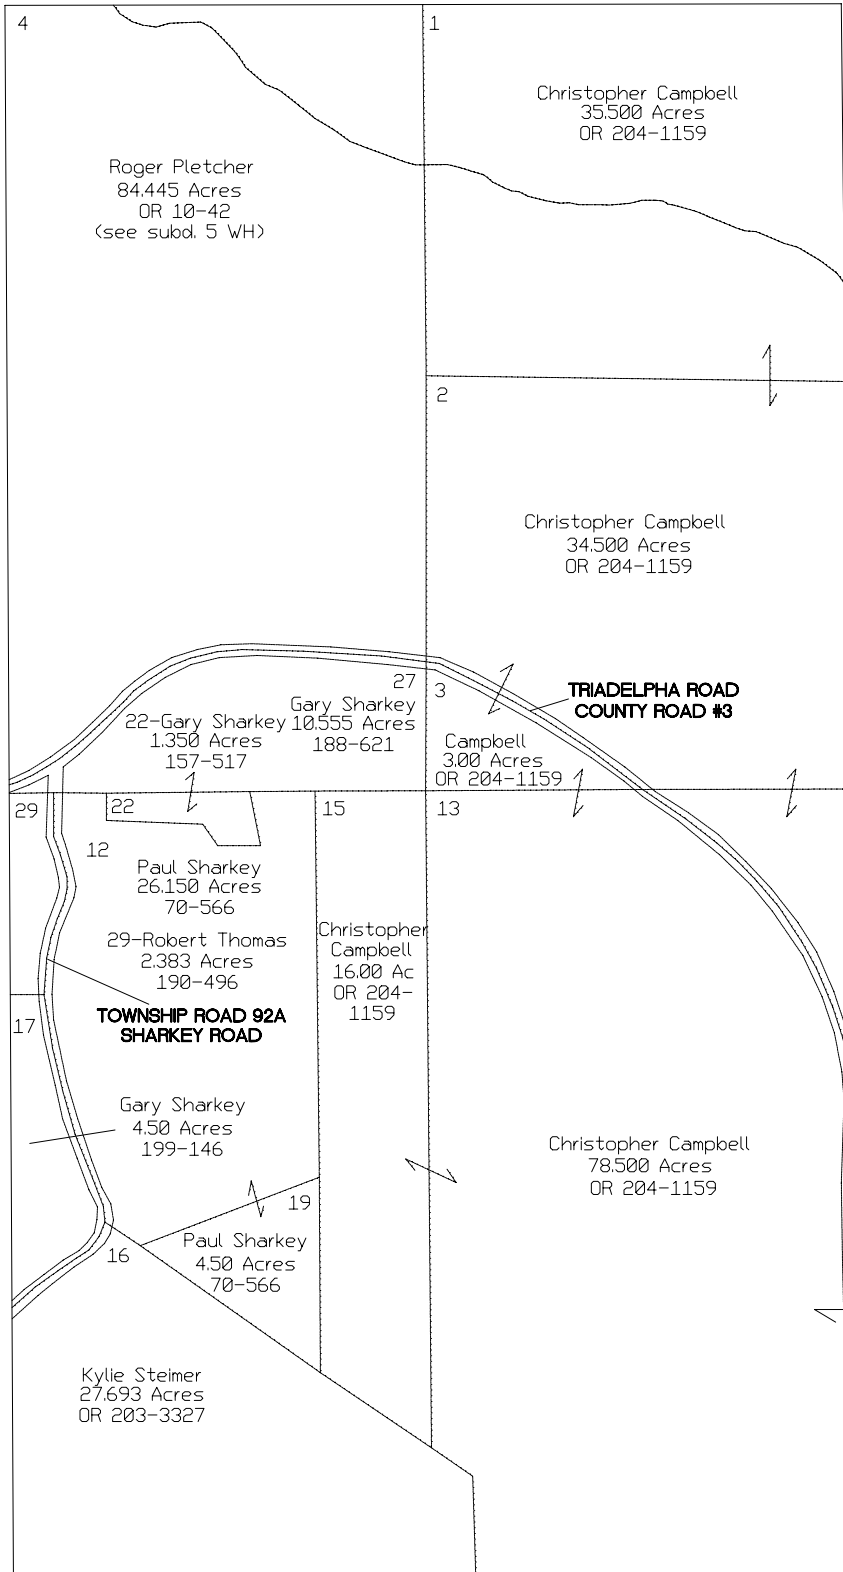 4
1
Christopher Campbell
35.500 Acres
OR 204-1159
Roger Pletcher
84.445 Acres
OR 10-42
(see subd. 5 WH)
2
Christopher Campbell
34.500 Acres
OR 204-1159
27
3
TRIADELPHA ROAD
COUNTY ROAD #3
Gary Sharkey
10.555 Acres
188-621
22-Gary Sharkey
1.350 Acres
157-517
Campbell
3.00 Acres
OR 204-1159
29
22
15
13
12
Paul Sharkey
26.150 Acres
70-566
29-Robert Thomas
2.383 Acres
190-496
Christopher
Campbell
16.00 Ac
OR 204-
1159
17
TOWNSHIP ROAD 92A
SHARKEY ROAD
Gary Sharkey
4.50 Acres
199-146
Christopher Campbell
78.500 Acres
OR 204-1159
19
16
Paul Sharkey
4.50 Acres
70-566
Kylie Steimer
27.693 Acres
OR 203-3327